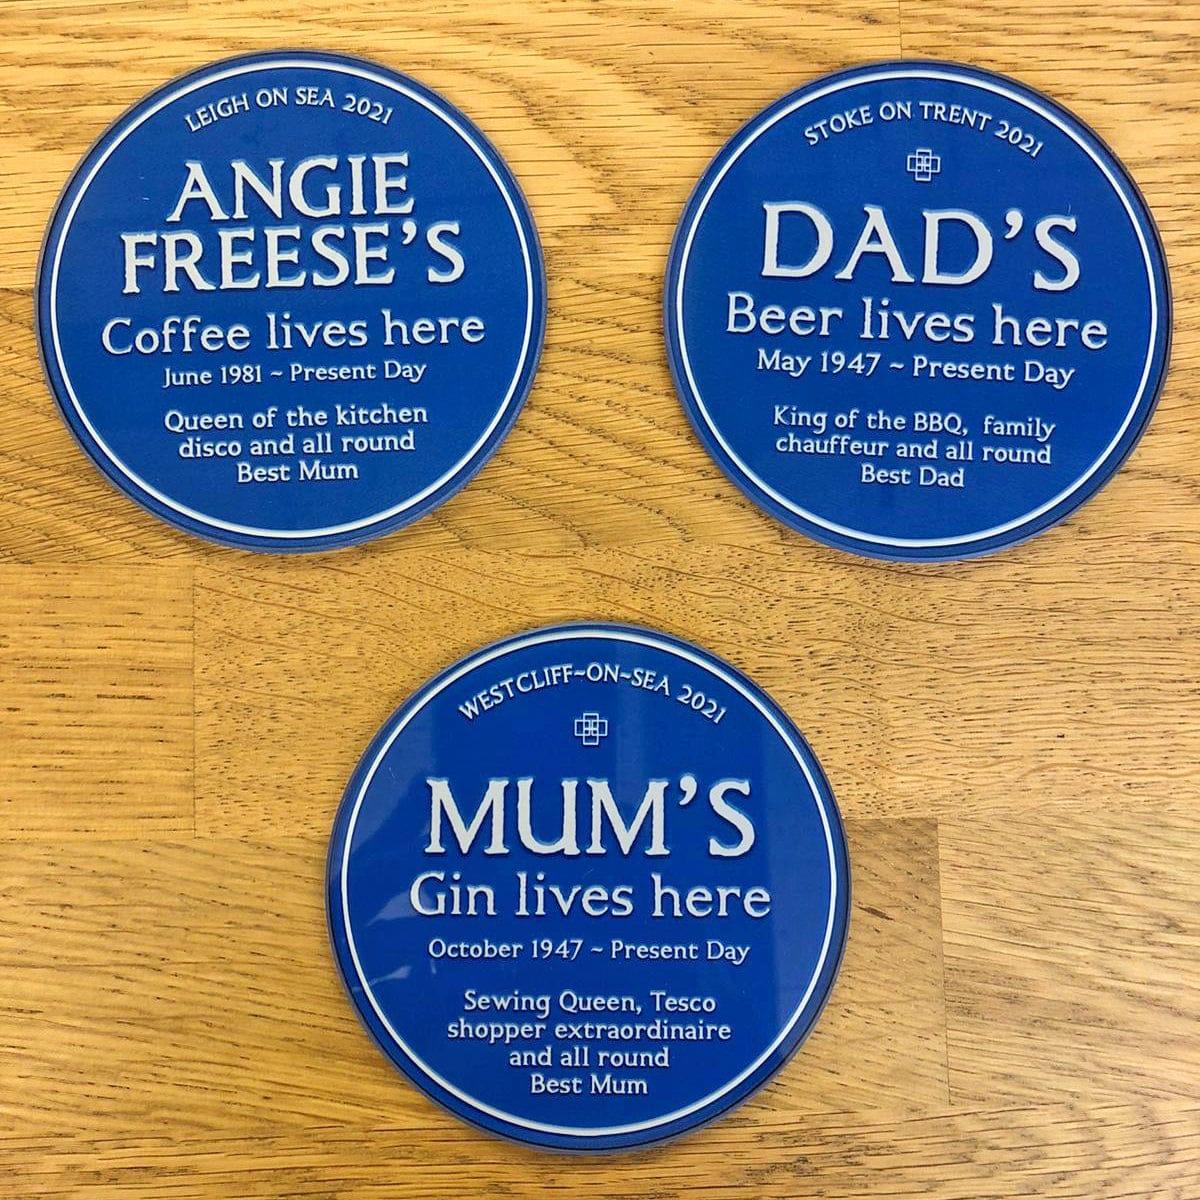 LEIGH ON SEA 2021
ANGIE
FREESE'S
Coffee lives here
June 1981 ~ Present Day
Queen of the kitchen
disco and all round
Best Mum
STOKE ON TRENT 2021
DAD'S
Beer lives here
May 1947 ~ Present Day
King of the BBQ, family
chauffeur and all round
Best Dad
WESTCLIFF~ON~SEA 2021
MUM'S
Gin lives here
October 1947 ~ Present Day
Sewing Queen, Tesco
shopper extraordinaire
and all round
Best Mum